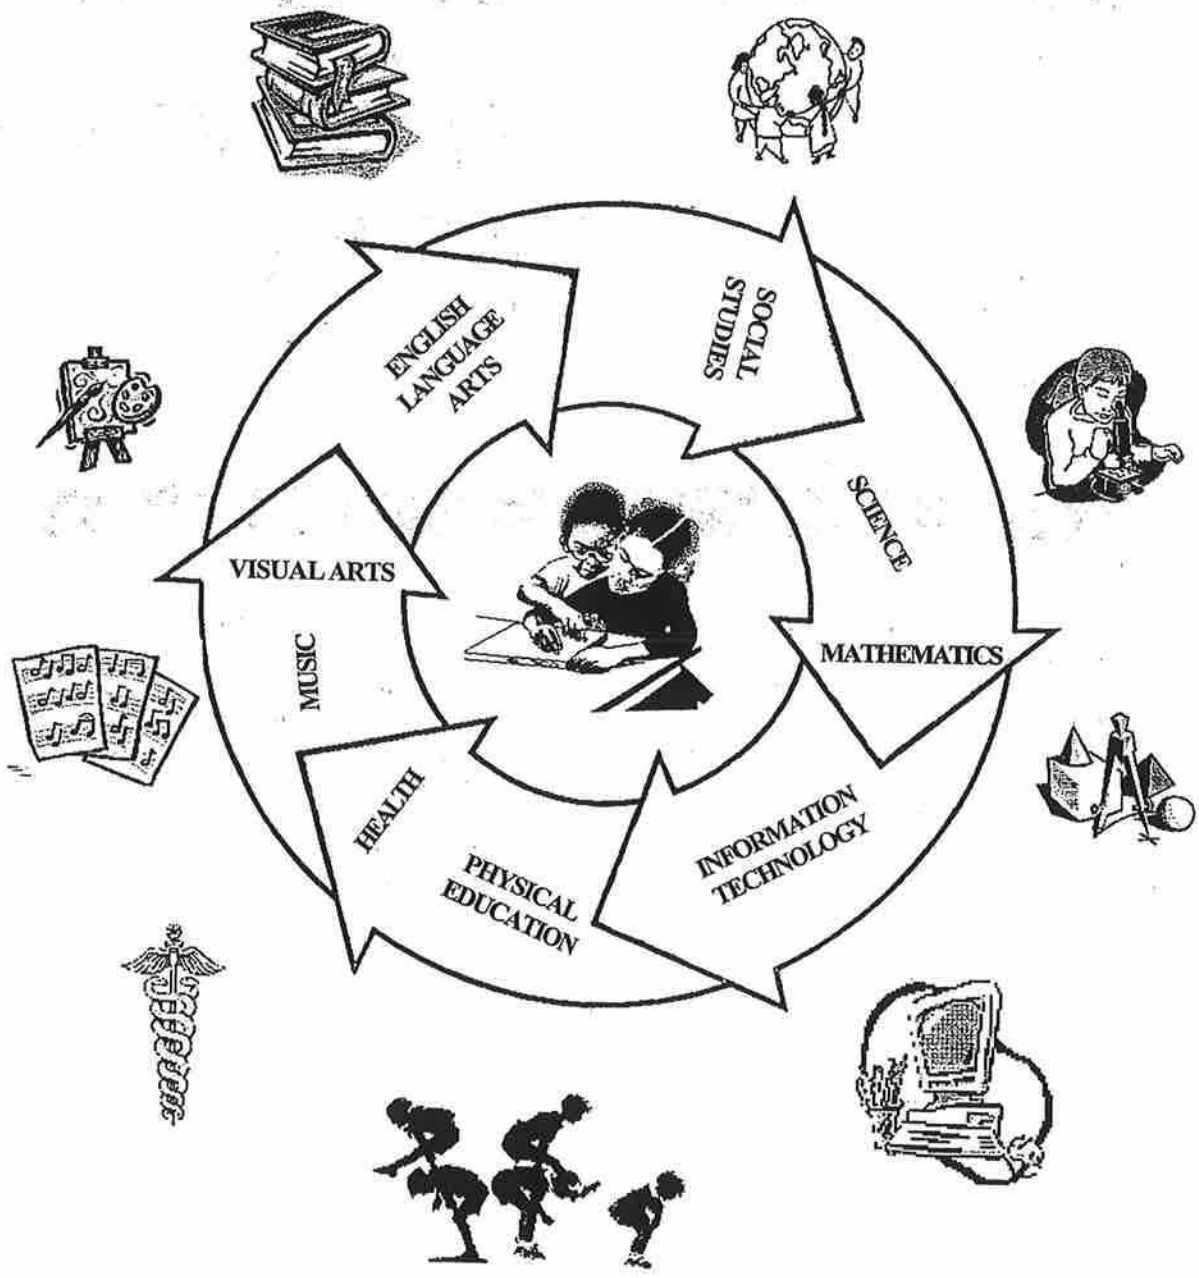 ENGLISH
LANGUAGE
ARTS
SOCIAL
STUDIES
SCIENCE
MATHEMATICS
INFORMATION
TECHNOLOGY
PHYSICAL
EDUCATION
HEALTH
MUSIC
VISUAL ARTS